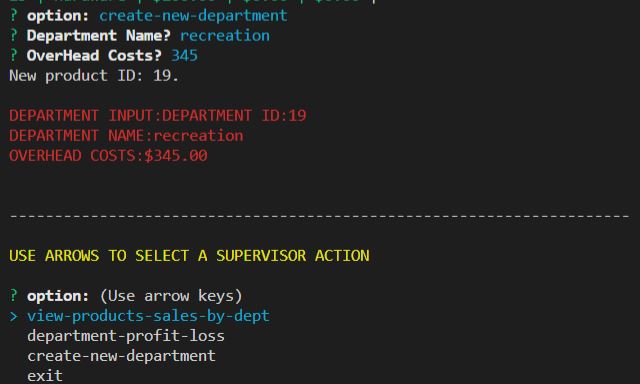 ? option: create-new-department
? Department Name? recreation
? OverHead Costs? 345
New product ID: 19.
DEPARTMENT INPUT:DEPARTMENT ID:19
DEPARTMENT NAME:recreation
OVERHEAD COSTS:$345.00
---------------------------------------------------------------------
USE ARROWS TO SELECT A SUPERVISOR ACTION
? option: (Use arrow keys)
> view-products-sales-by-dept
department-profit-loss
create-new-department
exit